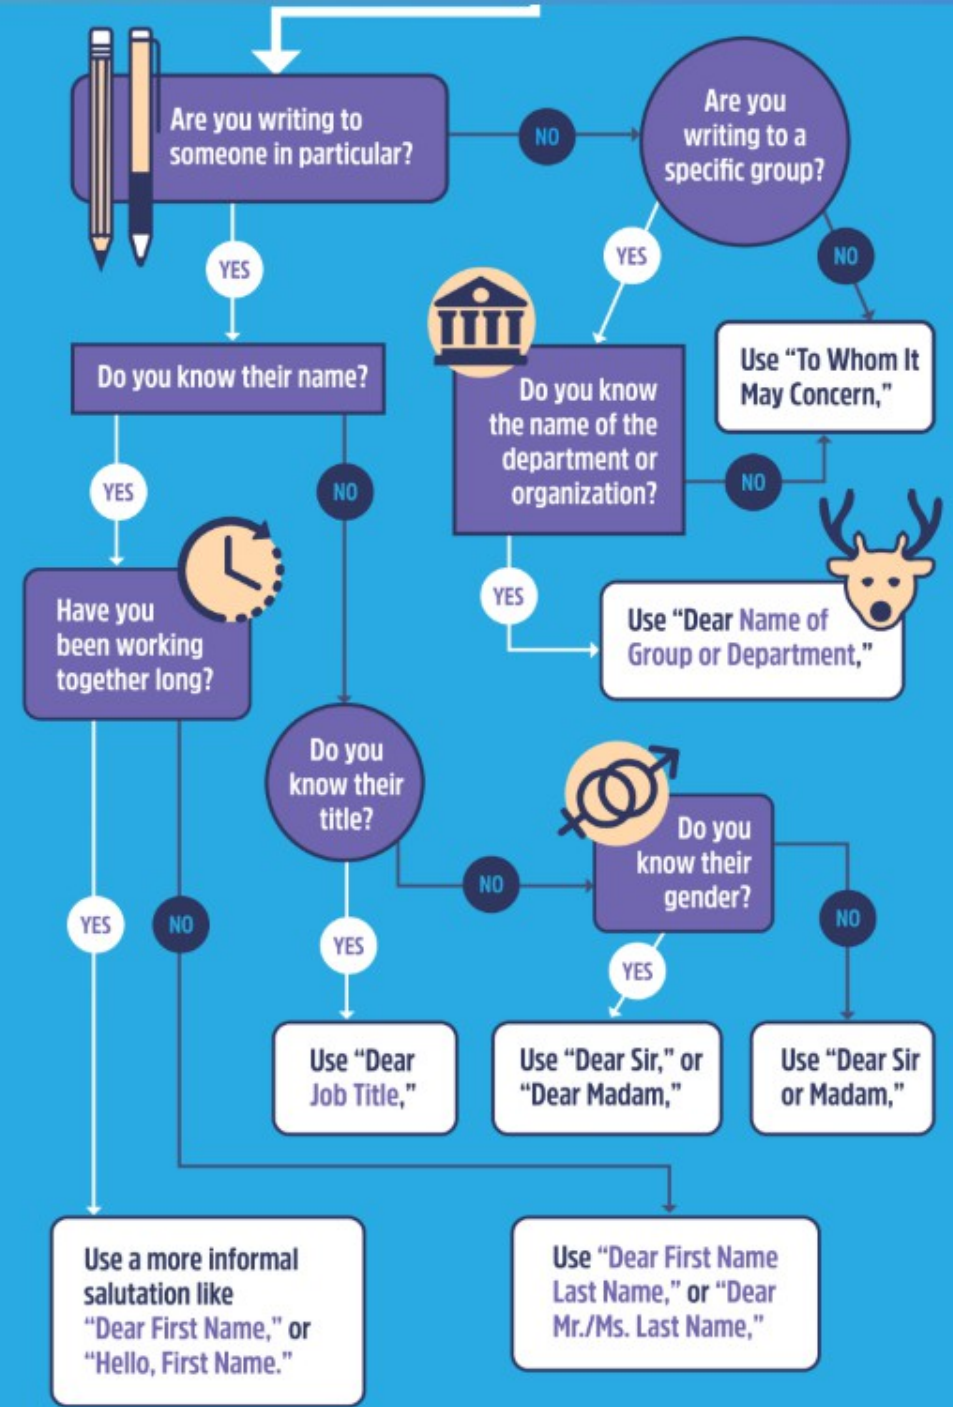 Are you writing to
someone in particular?
NO
Are you
writing to a
specific group?
YES
YES
NO
Do you know their name?
Do you know
the name of the
department or
organization?
Use “To Whom It
May Concern,”
YES
NO
NO
Have you
been working
together long?
YES
Use “Dear Name of
Group or Department,”
Do you
know their
title?
Do you
know their
gender?
NO
YES
NO
YES
YES
NO
Use “Dear
Job Title,”
Use “Dear Sir,” or
“Dear Madam,”
Use “Dear Sir
or Madam,”
Use a more informal
salutation like
“Dear First Name,” or
“Hello, First Name.”
Use “Dear First Name
Last Name,” or “Dear
Mr./Ms. Last Name,”